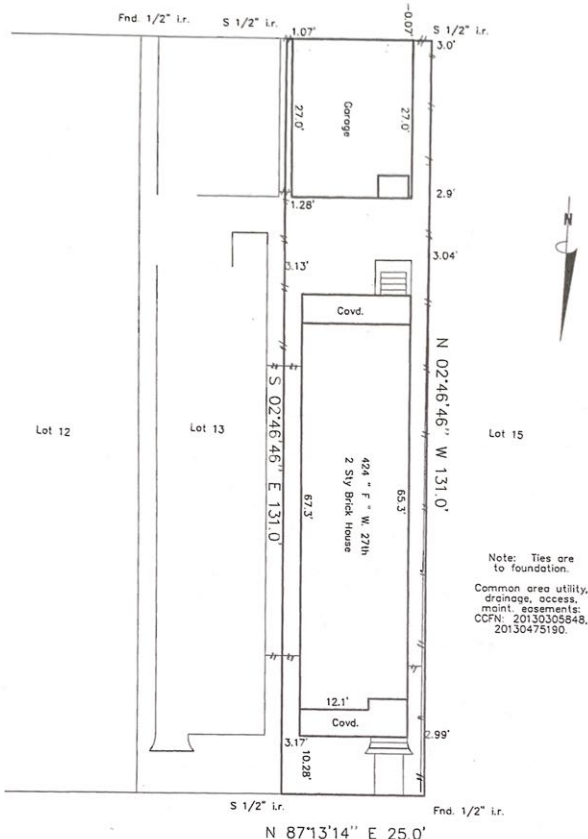 Fnd. 1/2" i.r.
S 1/2" i.r.
1.07'
-0.07'
S 1/2" i.r.
3.0'
27.0'
Garage
27.0'
2.9'
1.28'
N
3.04'
3.13'
Covd.
S 02°46'46" E 131.0'
N 02°46'46" W 131.0'
Lot 12
Lot 13
Lot 15
424 " F " W. 27th
2 Sty Brick House
67.3'
65.3'
Note: Ties are
to foundation.
Common area utility,
drainage, access,
maint. easements:
CCFN: 20130305848,
20130475190.
12.1'
Covd.
3.17'
2.99'
10.28'
S 1/2" i.r.
Fnd. 1/2" i.r.
N 87°13'14" E 25.0'